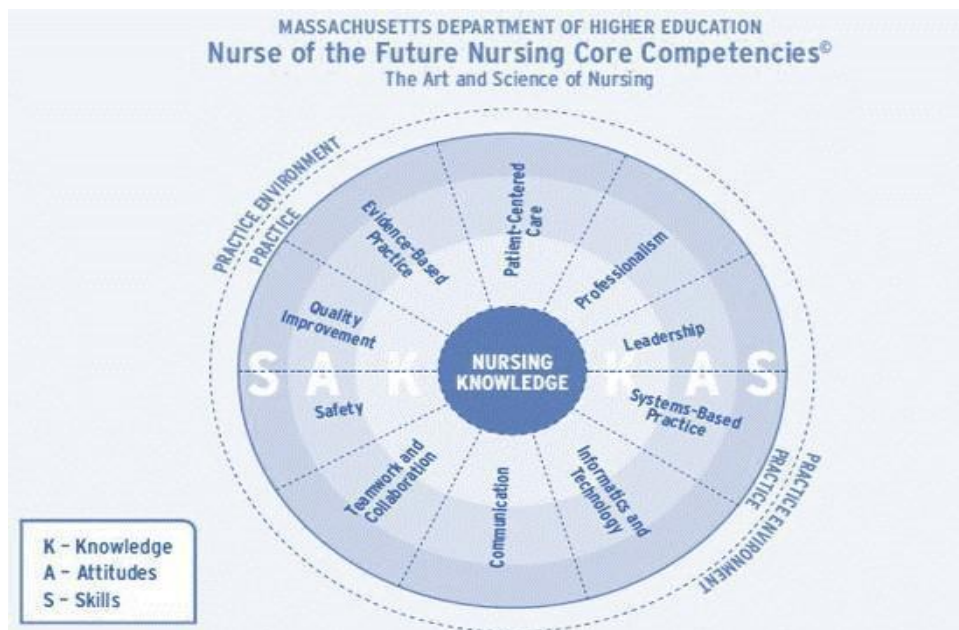 MASSACHUSETTS DEPARTMENT OF HIGHER EDUCATION
Nurse of the Future Nursing Core Competencies©
The Art and Science of Nursing
PRACTICE ENVIRONMENT
PRACTICE
Patient-Centered
Care
Professionalism
Leadership
Systems-Based
Practice
Informatics and
Technology
Communication
Teamwork and
Collaboration
Safety
Quality
Improvement
Evidence-Based
Practice
S A K
NURSING
KNOWLEDGE
K A S
PRACTICE
PRACTICE ENVIRONMENT
K – Knowledge
A – Attitudes
S – Skills